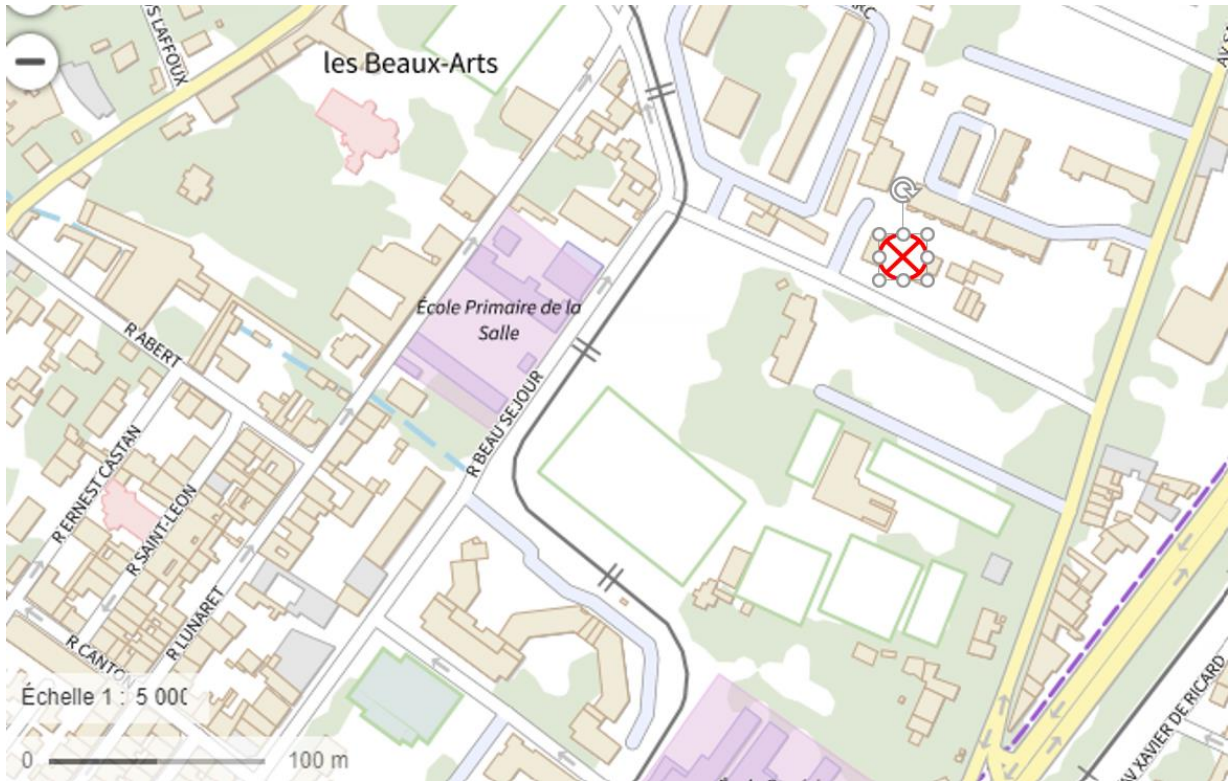 S LAFFOUX
les Beaux-Arts
École Primaire de la
Salle
R ABERT
R BEAU SEJOUR
R ERNEST CASTAN
R SAINT-LEON
R LUNARET
R CANTON
AV XAVIER DE RICARD
Échelle 1 : 5 000
0 100 m